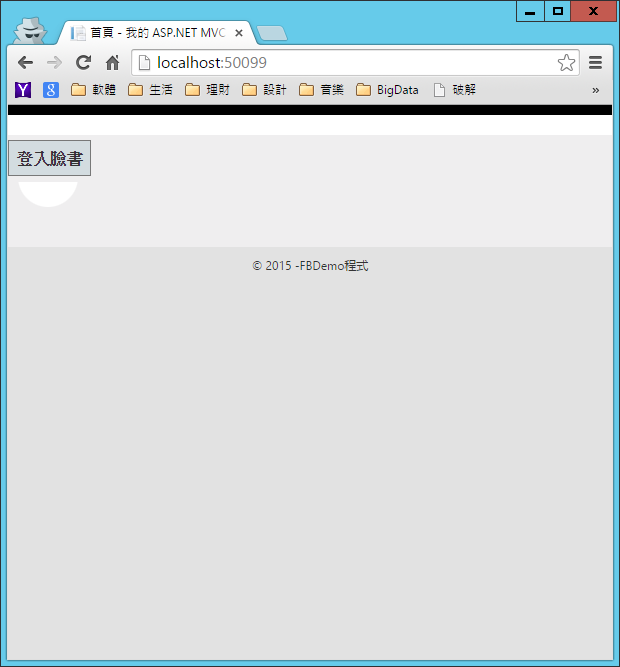 首頁 - 我的 ASP.NET MVC
localhost:50099
軟體 生活 理財 設計 音樂 BigData 破解 »
登入臉書
© 2015 -FBDemo程式